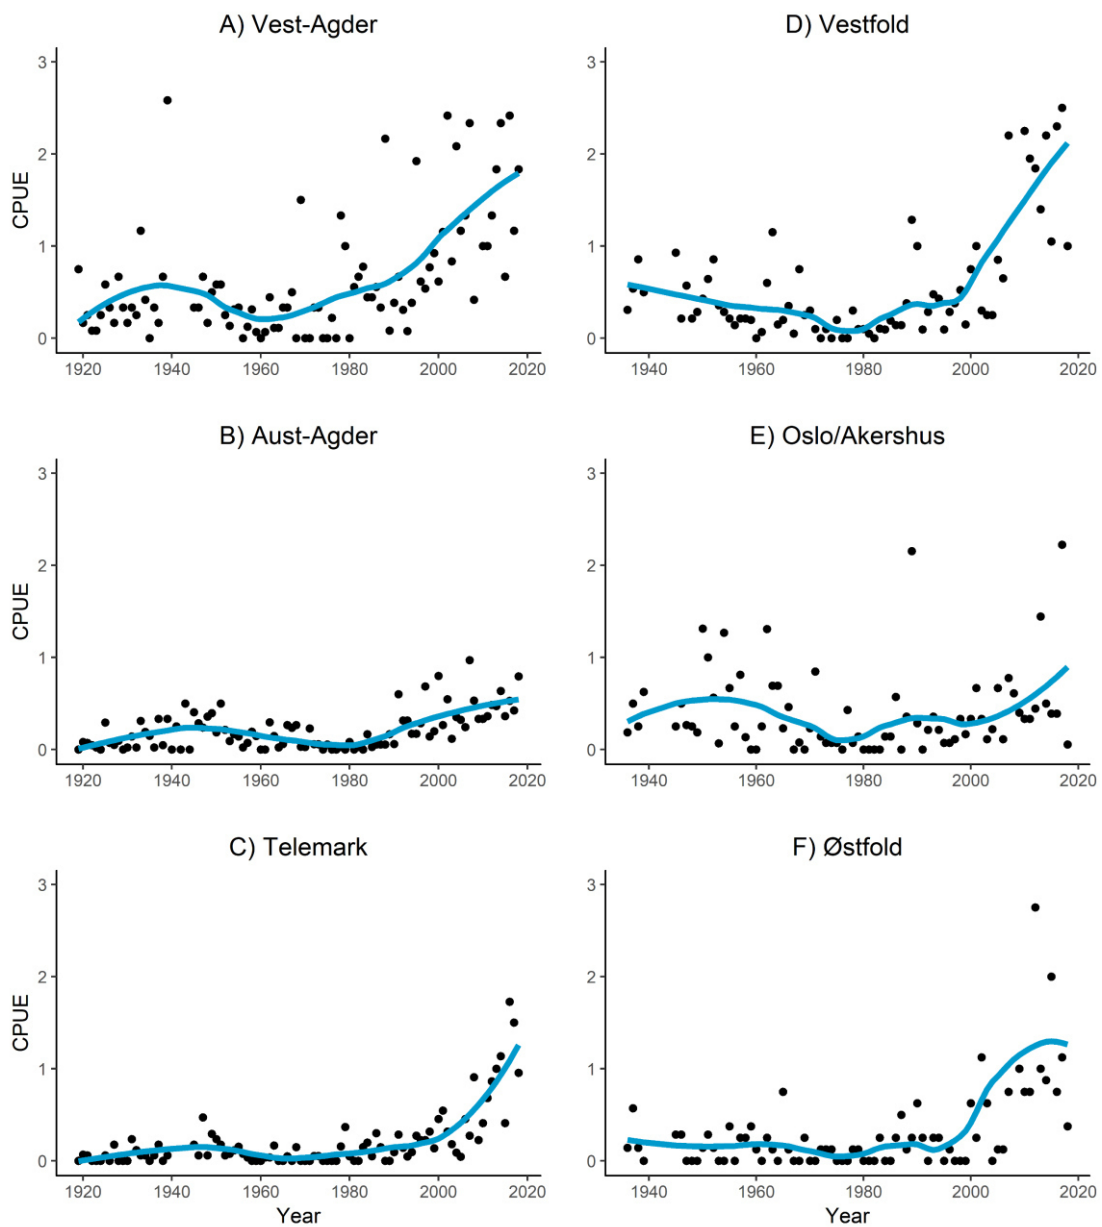 A) Vest-Agder
D) Vestfold
3
2
1
0
CPUE
1920 1940 1960 1980 2000 2020
3
2
1
0
1940 1960 1980 2000 2020
B) Aust-Agder
E) Oslo/Akershus
3
2
1
0
CPUE
1920 1940 1960 1980 2000 2020
3
2
1
0
1940 1960 1980 2000 2020
C) Telemark
F) Østfold
3
2
1
0
CPUE
1920 1940 1960 1980 2000 2020
Year
3
2
1
0
1940 1960 1980 2000 2020
Year